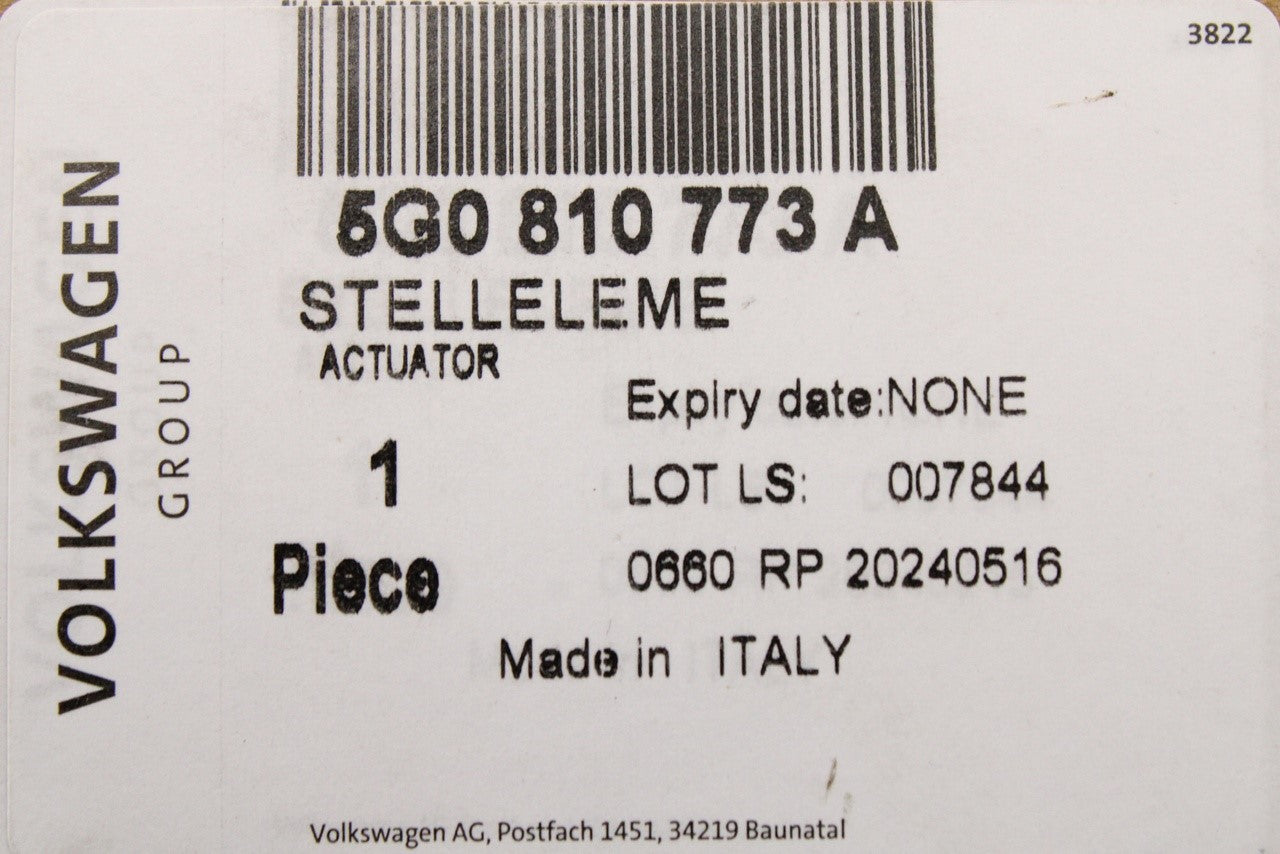 3822
5G0 810 773 A
STELLELEME
ACTUATOR
Expiry date:NONE
1
LOT LS: 007844
Piece
0660 RP 20240516
Made in ITALY
Volkswagen AG, Postfach 1451, 34219 Baunatal
VOLKSWAGEN
GROUP